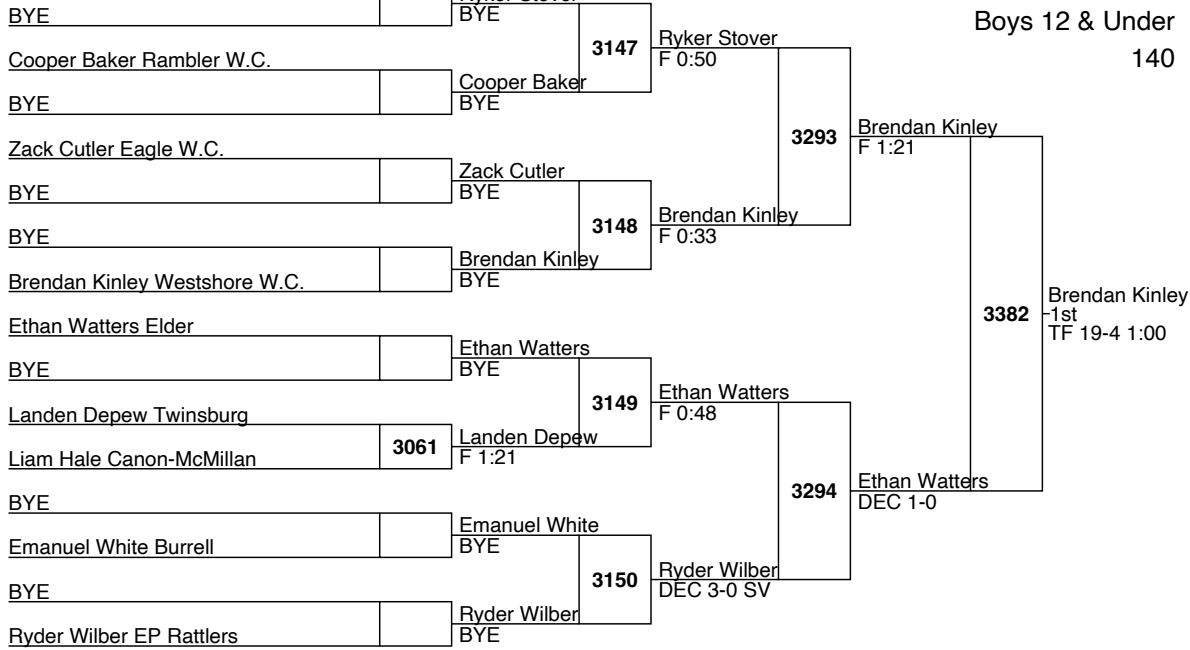 Boys 12 & Under
140
BYE
Cooper Baker Rambler W.C.
BYE
Zack Cutler Eagle W.C.
BYE
BYE
Brendan Kinley Westshore W.C.
Ethan Watters Elder
BYE
Landen Depew Twinsburg
3061
Liam Hale Canon-McMillan
BYE
Emanuel White Burrell
BYE
Ryder Wilber EP Rattlers
Ryker Stover
BYE
3147
Cooper Baker
BYE
Zack Cutler
BYE
3148
Brendan Kinley
BYE
Ethan Watters
BYE
3149
Landen Depew
F 1:21
Emanuel White
BYE
3150
Ryder Wilber
BYE
Ryker Stover
F 0:50
3293
Brendan Kinley
F 0:33
Ethan Watters
F 0:48
3294
Ryder Wilber
DEC 3-0 SV
Brendan Kinley
F 1:21
3382
Ethan Watters
DEC 1-0
Brendan Kinley
1st
TF 19-4 1:00